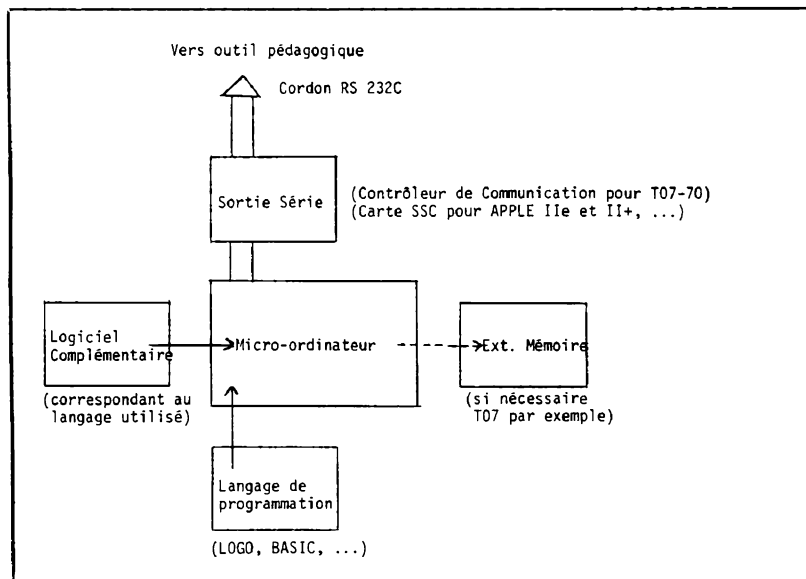 Vers outil pédagogique
Cordon RS 232C
Sortie Série
(Contrôleur de Communication pour T07-70)
(Carte SSC pour APPLE IIe et II+, ...)
Logiciel
Complémentaire
Micro-ordinateur
Ext. Mémoire
(correspondant au
langage utilisé)
(si nécessaire
T07 par exemple)
Langage de
programmation
(LOGO, BASIC, ...)